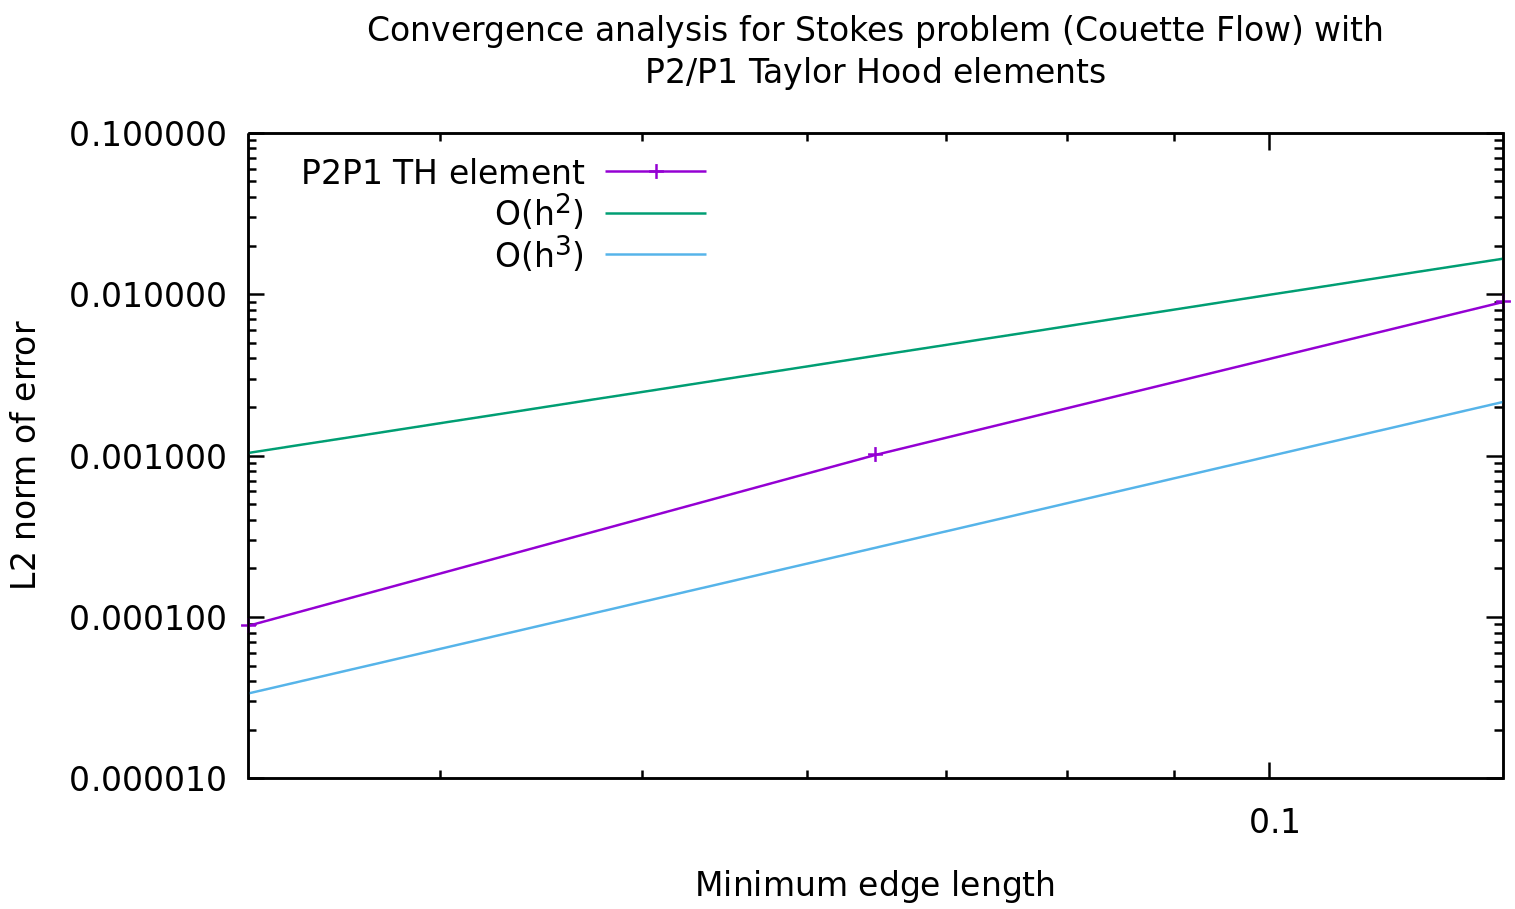 Convergence analysis for Stokes problem (Couette Flow) with
P2/P1 Taylor Hood elements
0.100000
0.010000
0.001000
0.000100
0.000010
L2 norm of error
P2P1 TH element
O(h²)
O(h³)
0.1
Minimum edge length